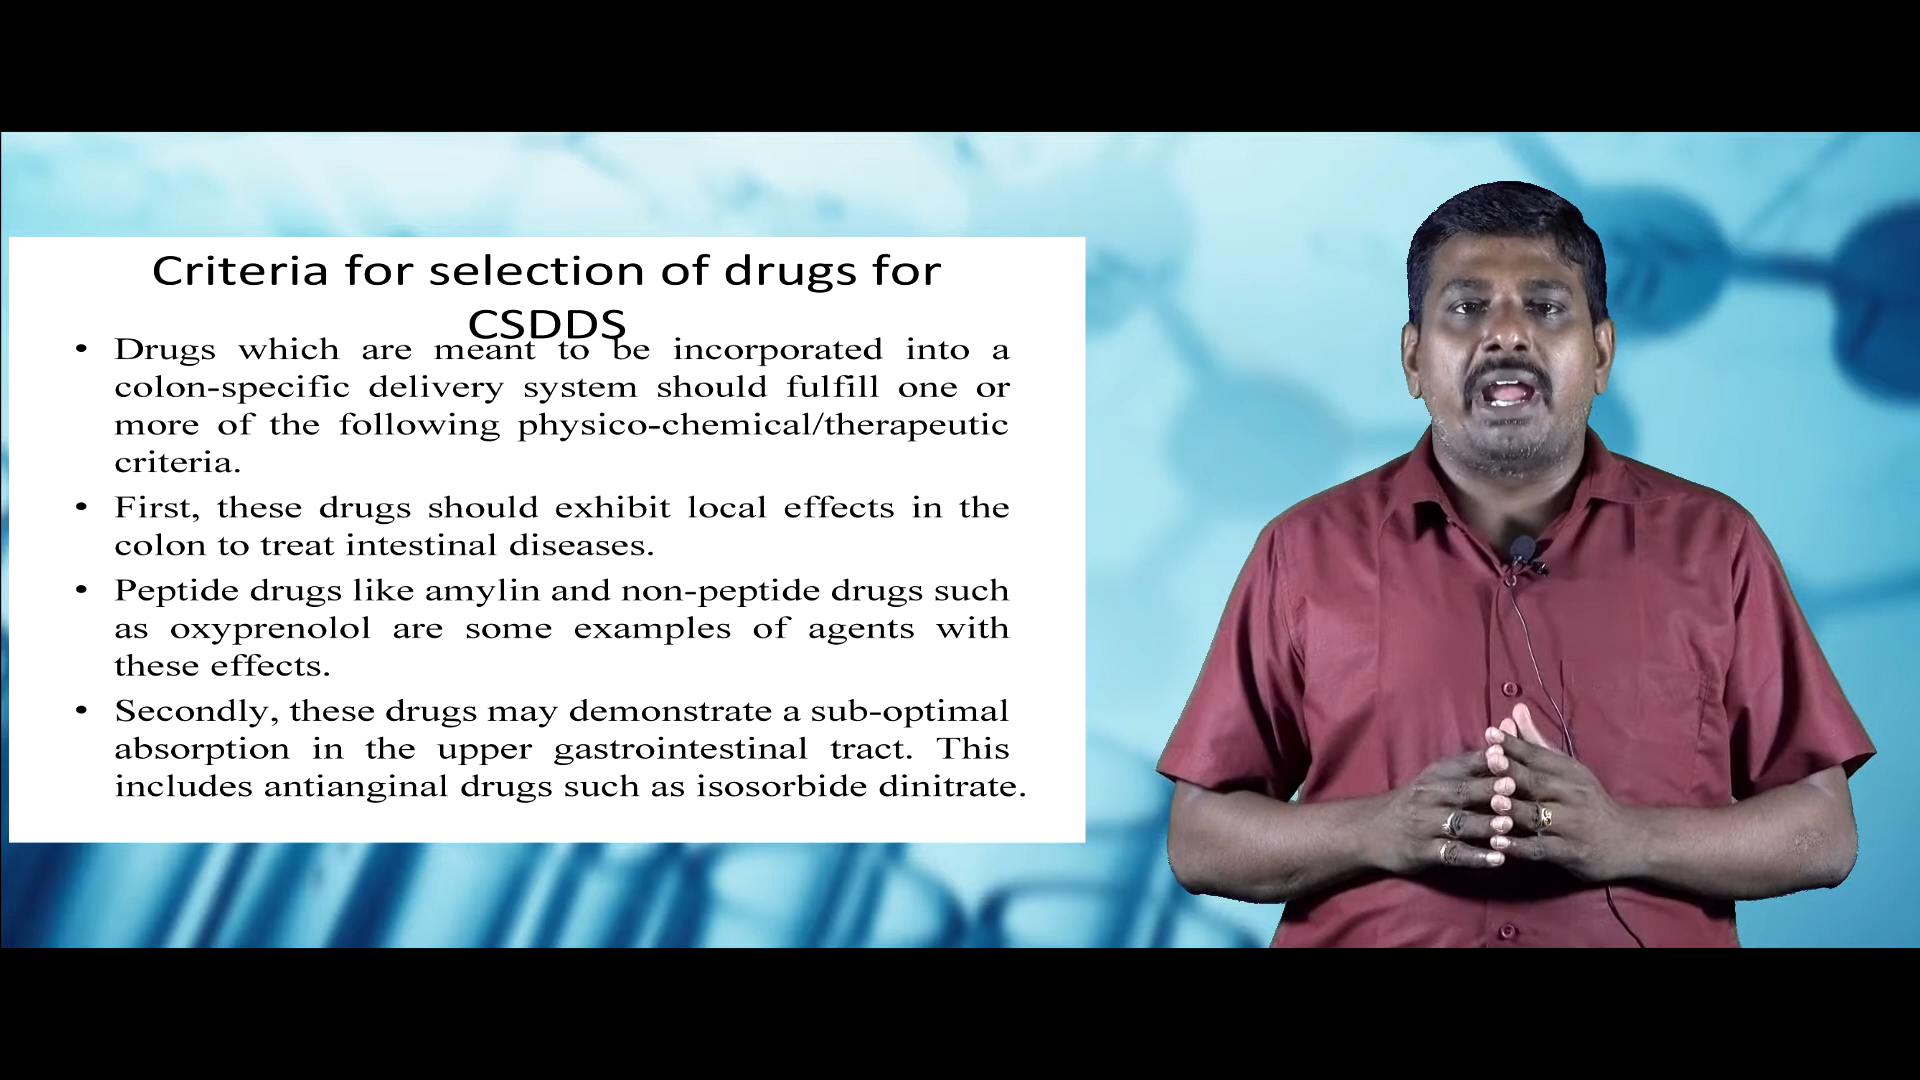 Criteria for selection of drugs for
CSDDS
• Drugs which are meant to be incorporated into a
colon-specific delivery system should fulfill one or
more of the following physico-chemical/therapeutic
criteria.
• First, these drugs should exhibit local effects in the
colon to treat intestinal diseases.
• Peptide drugs like amylin and non-peptide drugs such
as oxyprenolol are some examples of agents with
these effects.
• Secondly, these drugs may demonstrate a sub-optimal
absorption in the upper gastrointestinal tract. This
includes antianginal drugs such as isosorbide dinitrate.